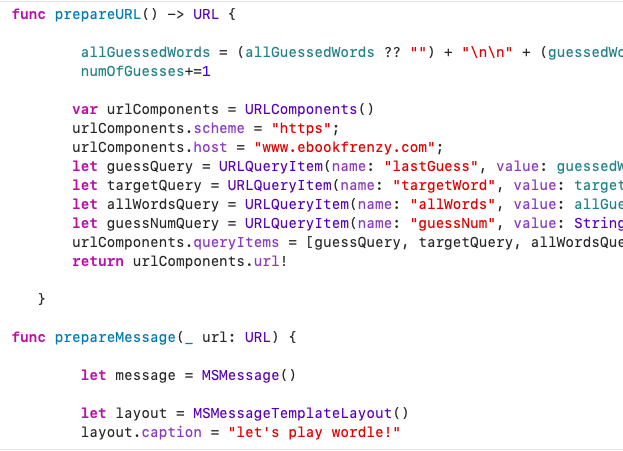 func prepareURL() -> URL {
allGuessedWords = (allGuessedWords ?? "") + "\n\n" + (guessedWo
numOfGuesses+=1
var urlComponents = URLComponents()
urlComponents.scheme = "https";
urlComponents.host = "www.ebookfrenzy.com";
let guessQuery = URLQueryItem(name: "lastGuess", value: guessedW
let targetQuery = URLQueryItem(name: "targetWord", value: target
let allWordsQuery = URLQueryItem(name: "allWords", value: allGue
let guessNumQuery = URLQueryItem(name: "guessNum", value: String
urlComponents.queryItems = [guessQuery, targetQuery, allWordsQue
return urlComponents.url!
}
func prepareMessage(_ url: URL) {
let message = MSMessage()
let layout = MSMessageTemplateLayout()
layout.caption = "let's play wordle!"